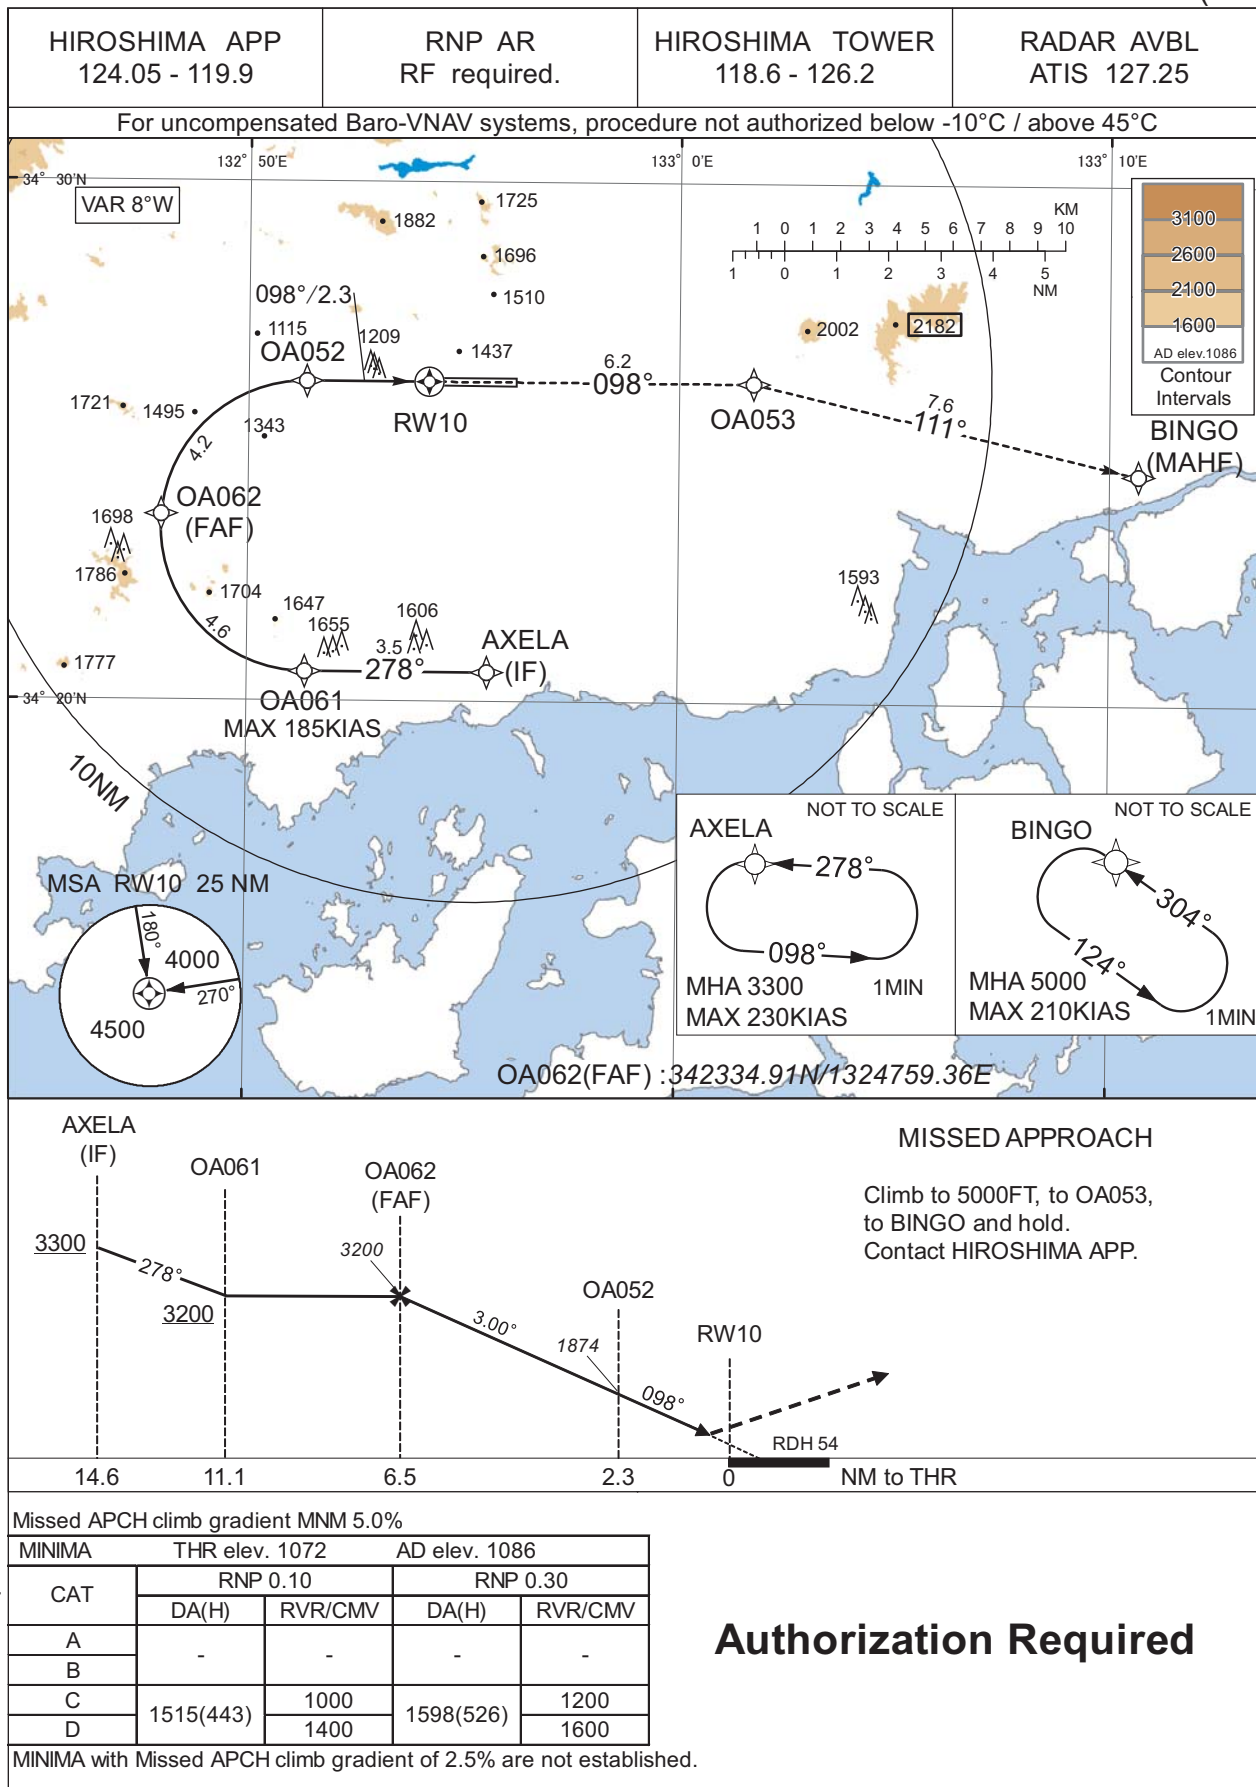 HIROSHIMA APP
124.05 - 119.9
RNP AR
RF required.
HIROSHIMA TOWER
118.6 - 126.2
RADAR AVBL
ATIS 127.25
For uncompensated Baro-VNAV systems, procedure not authorized below -10°C / above 45°C
132° 50'E
133° 0'E
133° 10'E
34° 30'N
VAR 8°W
1725
1882
1696
1510
KM
1 0 1 2 3 4 5 6 7 8 9 10
1 0 1 2 3 4 5
NM
3100
2600
2100
1600
AD elev.1086
Contour
Intervals
098°/2.3
1115
1209
1437
OA052
2002
2182
6.2
098°
RW10
OA053
7.6
111°
BINGO
(MAHF)
1721
1495
1343
4.2
OA062
(FAF)
1698
1786
1704
1647
1655
1606
1593
4.6
3.5
278°
AXELA
(IF)
1777
34° 20'N
OA061
MAX 185KIAS
10NM
MSA RW10 25 NM
180°
4000
270°
4500
NOT TO SCALE
AXELA
278°
098°
MHA 3300
1MIN
MAX 230KIAS
NOT TO SCALE
BINGO
304°
124°
MHA 5000
MAX 210KIAS
1MIN
OA062(FAF) :342334.91N/1324759.36E
AXELA
(IF)
OA061
OA062
(FAF)
MISSED APPROACH
Climb to 5000FT, to OA053,
to BINGO and hold.
Contact HIROSHIMA APP.
3300
278°
3200
3200
3.00°
OA052
1874
098°
RW10
RDH 54
14.6 11.1 6.5 2.3 0 NM to THR
Missed APCH climb gradient MNM 5.0%
MINIMA THR elev. 1072 AD elev. 1086
CAT RNP 0.10 RNP 0.30
DA(H) RVR/CMV DA(H) RVR/CMV
A
- - - -
B
C 1515(443) 1000 1598(526) 1200
D 1400 1600
MINIMA with Missed APCH climb gradient of 2.5% are not established.
Authorization Required